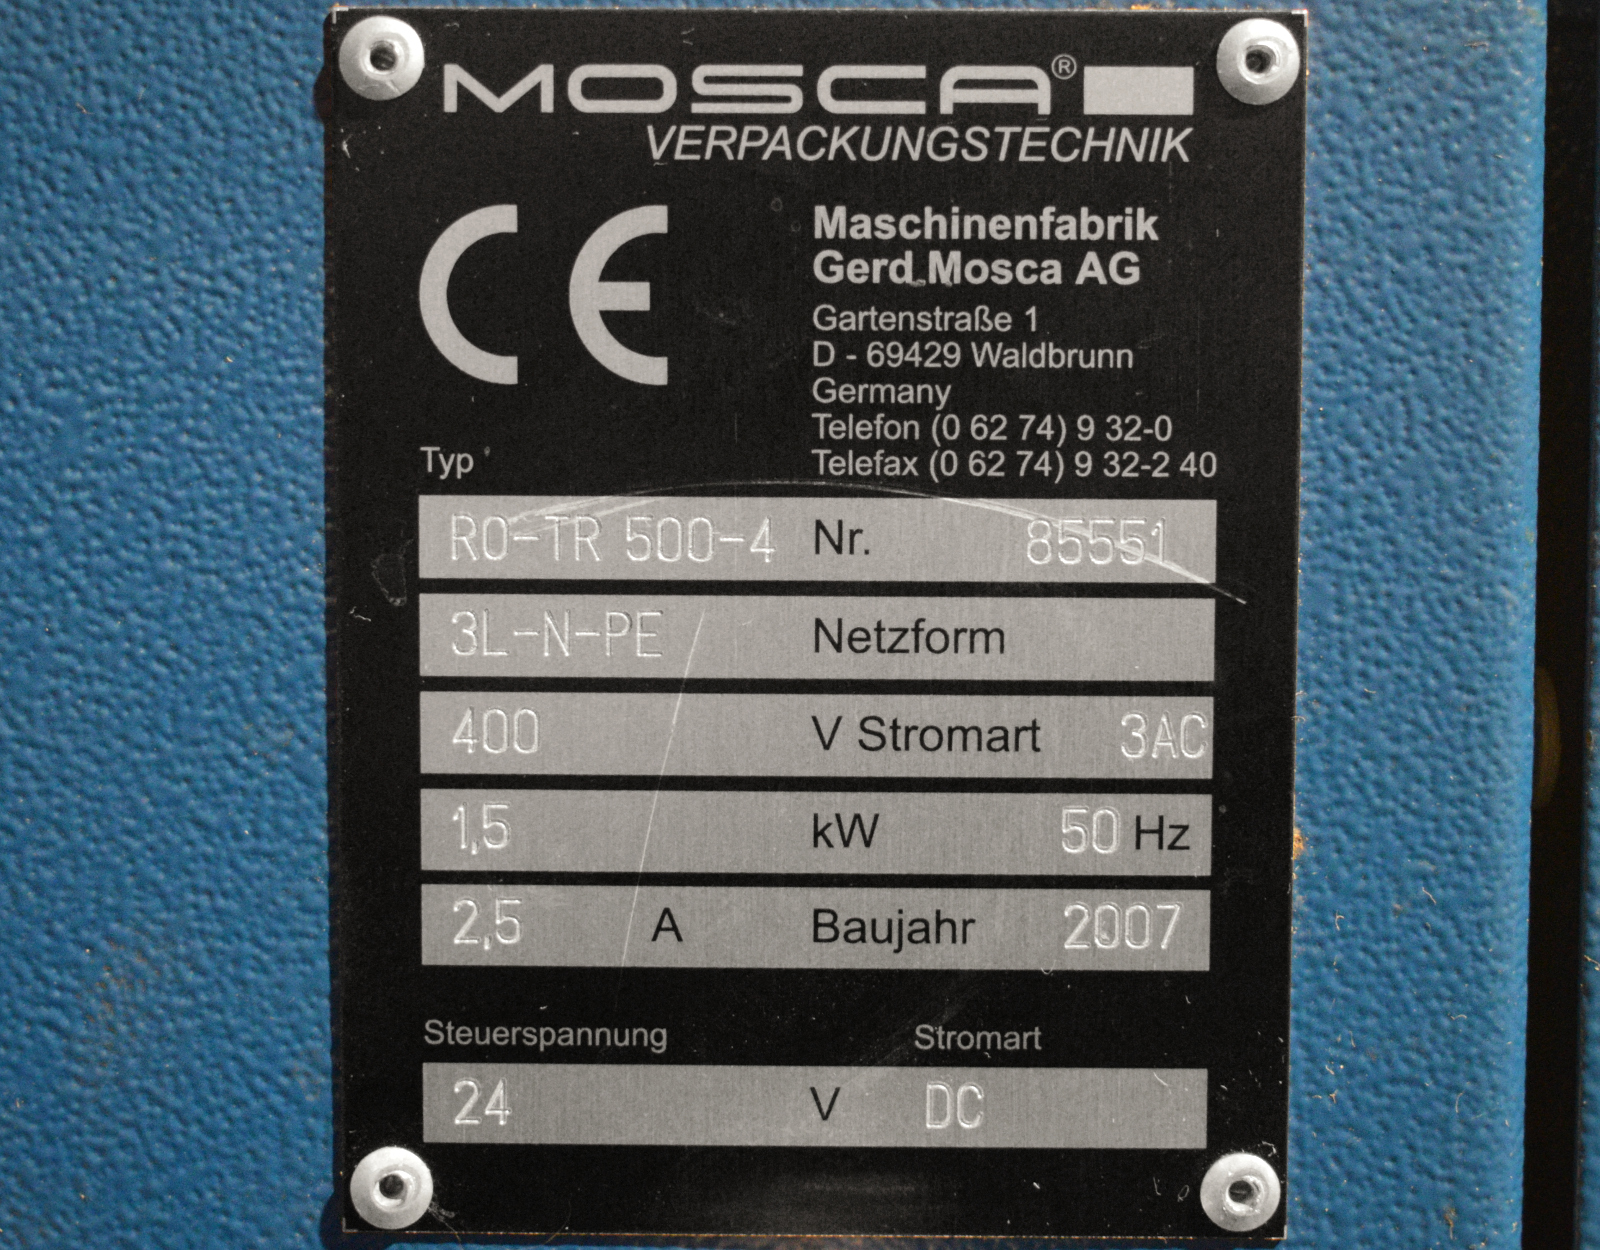 MOSCA®
VERPACKUNGSTECHNIK
CE
Maschinenfabrik
Gerd Mosca AG
Gartenstraße 1
D - 69429 Waldbrunn
Germany
Telefon (0 62 74) 9 32-0
Telefax (0 62 74) 9 32-2 40
Typ
RO-TR 500-4 Nr. 85551
3L-N-PE Netzform
400 V Stromart 3AC
1,5 kW 50 Hz
2,5 A Baujahr 2007
Steuerspannung Stromart
24 V DC